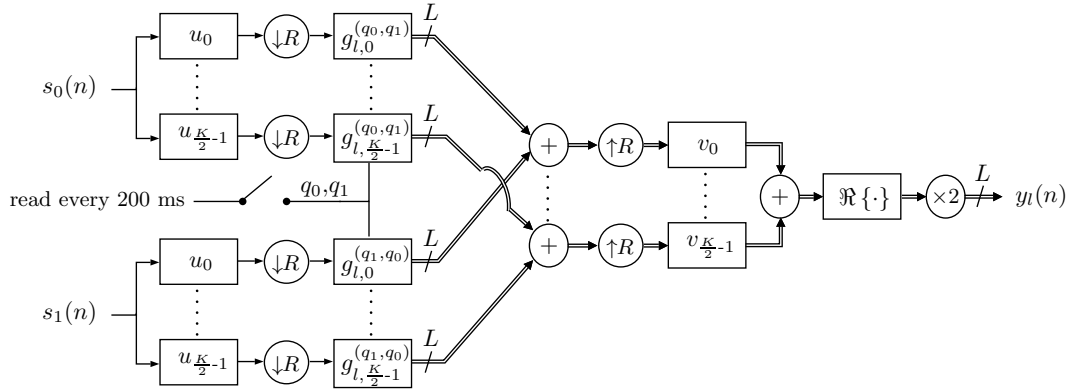 s₀(n)
u₀ ↓R g_{l,0}^{(q₀,q₁)} L
u_{K/2-1} ↓R g_{l,K/2-1}^{(q₀,q₁)} L
read every 200 ms q₀,q₁
s₁(n)
u₀ ↓R g_{l,0}^{(q₁,q₀)} L
u_{K/2-1} ↓R g_{l,K/2-1}^{(q₁,q₀)} L
+ ↑R v₀
+ ↑R v_{K/2-1}
+ ℜ{·} ×2 L y_l(n)